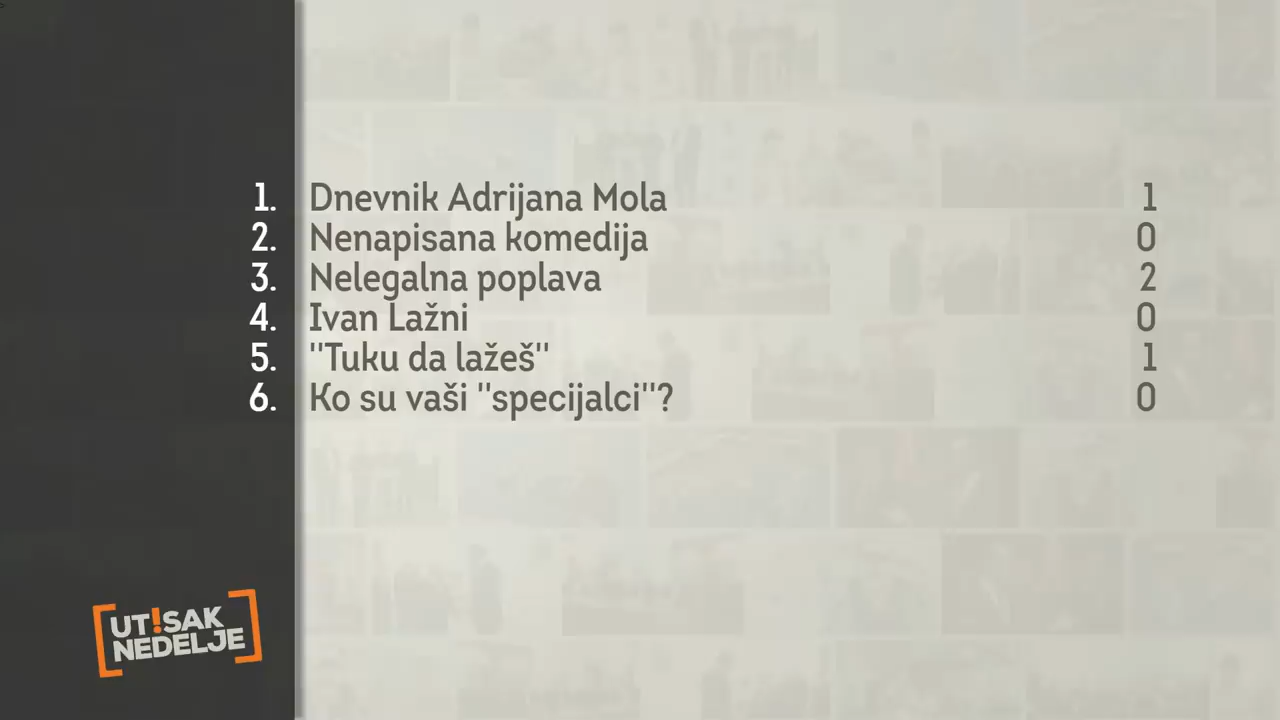 1. Dnevnik Adrijana Mola 1
2. Nenapisana komedija 0
3. Nelegalna poplava 2
4. Ivan Lažni 0
5. "Tuku da lažeš" 1
6. Ko su vaši "specijalci"? 0
UT!SAK
NEDELJE